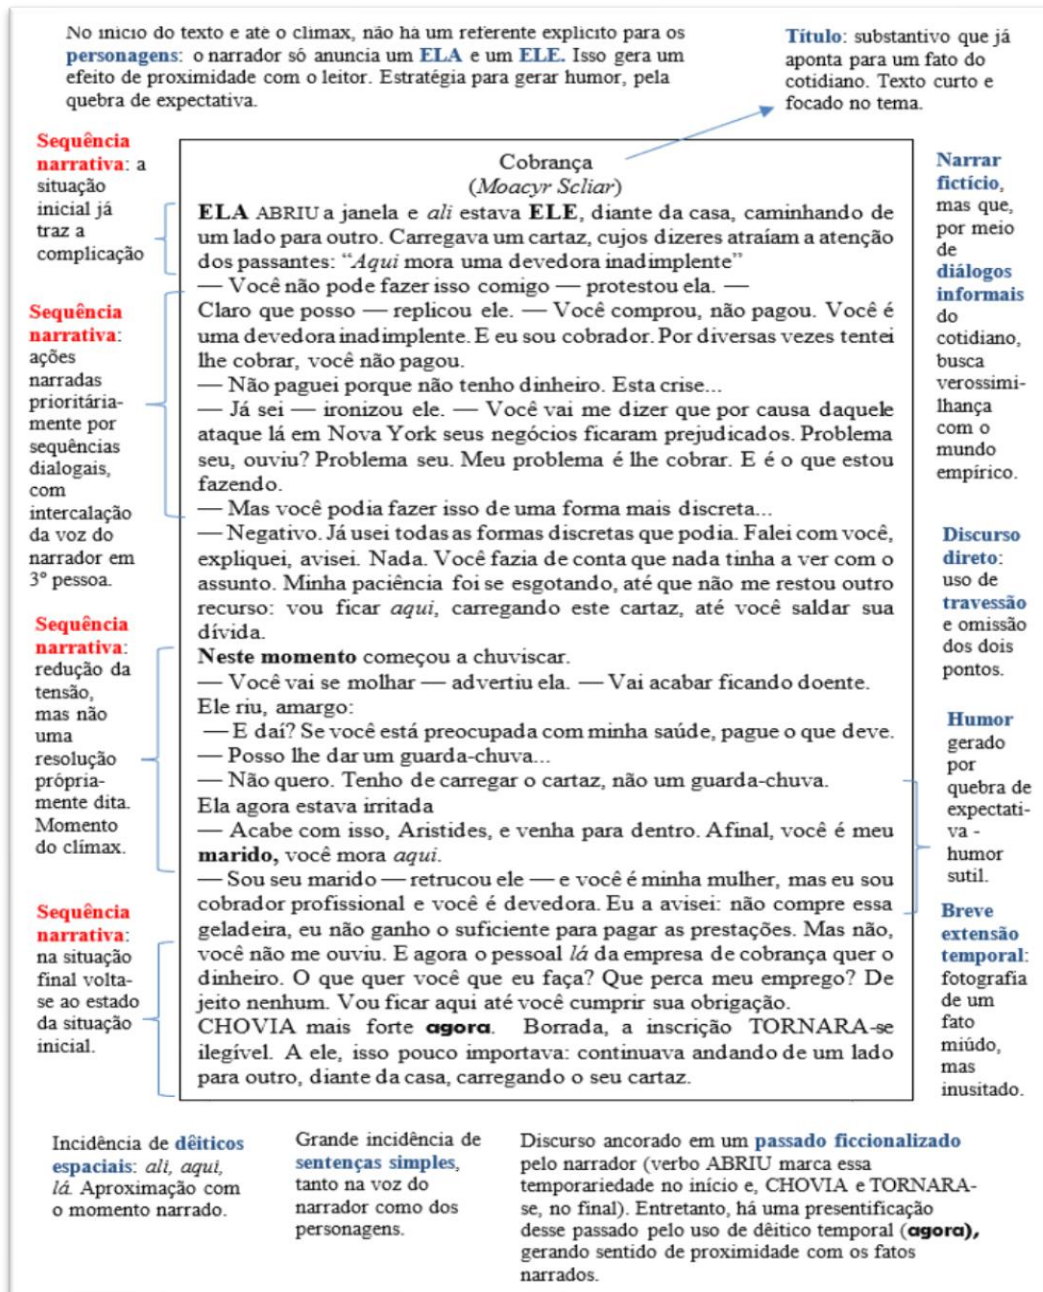 No início do texto e até o clímax, não há um referente explícito para os
personagens: o narrador só anuncia um ELA e um ELE. Isso gera um
efeito de proximidade com o leitor. Estratégia para gerar humor, pela
quebra de expectativa.
Título: substantivo que já
aponta para um fato do
cotidiano. Texto curto e
focado no tema.
Sequência
narrativa: a
situação
inicial já
traz a
complicação
Sequência
narrativa:
ações
narradas
prioritária-
mente por
sequências
dialogais,
com
intercalação
da voz do
narrador em
3° pessoa.
Sequência
narrativa:
redução da
tensão,
mas não
uma
resolução
própria-
mente dita.
Momento
do clímax.
Sequência
narrativa:
na situação
final volta-
se ao estado
da situação
inicial.
Cobrança
(Moacyr Scliar)
ELA ABRIU a janela e ali estava ELE, diante da casa, caminhando de
um lado para outro. Carregava um cartaz, cujos dizeres atraíam a atenção
dos passantes: “Aqui mora uma devedora inadimplente”
— Você não pode fazer isso comigo — protestou ela. —
Claro que posso — replicou ele. — Você comprou, não pagou. Você é
uma devedora inadimplente. E eu sou cobrador. Por diversas vezes tentei
lhe cobrar, você não pagou.
— Não paguei porque não tenho dinheiro. Esta crise...
— Já sei — ironizou ele. — Você vai me dizer que por causa daquele
ataque lá em Nova York seus negócios ficaram prejudicados. Problema
seu, ouviu? Problema seu. Meu problema é lhe cobrar. E é o que estou
fazendo.
— Mas você podia fazer isso de uma forma mais discreta...
— Negativo. Já usei todas as formas discretas que podia. Falei com você,
expliquei, avisei. Nada. Você fazia de conta que nada tinha a ver com o
assunto. Minha paciência foi se esgotando, até que não me restou outro
recurso: vou ficar aqui, carregando este cartaz, até você saldar sua
dívida.
Neste momento começou a chuviscar.
— Você vai se molhar — advertiu ela. — Vai acabar ficando doente.
Ele riu, amargo:
— E daí? Se você está preocupada com minha saúde, pague o que deve.
— Posso lhe dar um guarda-chuva...
— Não quero. Tenho de carregar o cartaz, não um guarda-chuva.
Ela agora estava irritada
— Acabe com isso, Aristides, e venha para dentro. Afinal, você é meu
marido, você mora aqui.
— Sou seu marido — retrucou ele — e você é minha mulher, mas eu sou
cobrador profissional e você é devedora. Eu a avisei: não compre essa
geladeira, eu não ganho o suficiente para pagar as prestações. Mas não,
você não me ouviu. E agora o pessoal lá da empresa de cobrança quer o
dinheiro. O que quer você que eu faça? Que perca meu emprego? De
jeito nenhum. Vou ficar aqui até você cumprir sua obrigação.
CHOVIA mais forte agora. Borrada, a inscrição TORNARA-se
ilegível. A ele, isso pouco importava: continuava andando de um lado
para outro, diante da casa, carregando o seu cartaz.
Narrar
fictício,
mas que,
por meio
de
diálogos
informais
do
cotidiano,
busca
verossimi-
lhança
com o
mundo
empírico.
Discurso
direto:
uso de
travessão
e omissão
dos dois
pontos.
Humor
gerado
por
quebra de
expectati-
va -
humor
sutil.
Breve
extensão
temporal:
fotografia
de um
fato
miúdo,
mas
inusitado.
Incidência de dêiticos
espaciais: ali, aqui,
lá. Aproximação com
o momento narrado.
Grande incidência de
sentenças simples,
tanto na voz do
narrador como dos
personagens.
Discurso ancorado em um passado ficcionalizado
pelo narrador (verbo ABRIU marca essa
temporariedade no início e, CHOVIA e TORNARA-
se, no final). Entretanto, há uma presentificação
desse passado pelo uso de dêitico temporal (agora),
gerando sentido de proximidade com os fatos
narrados.